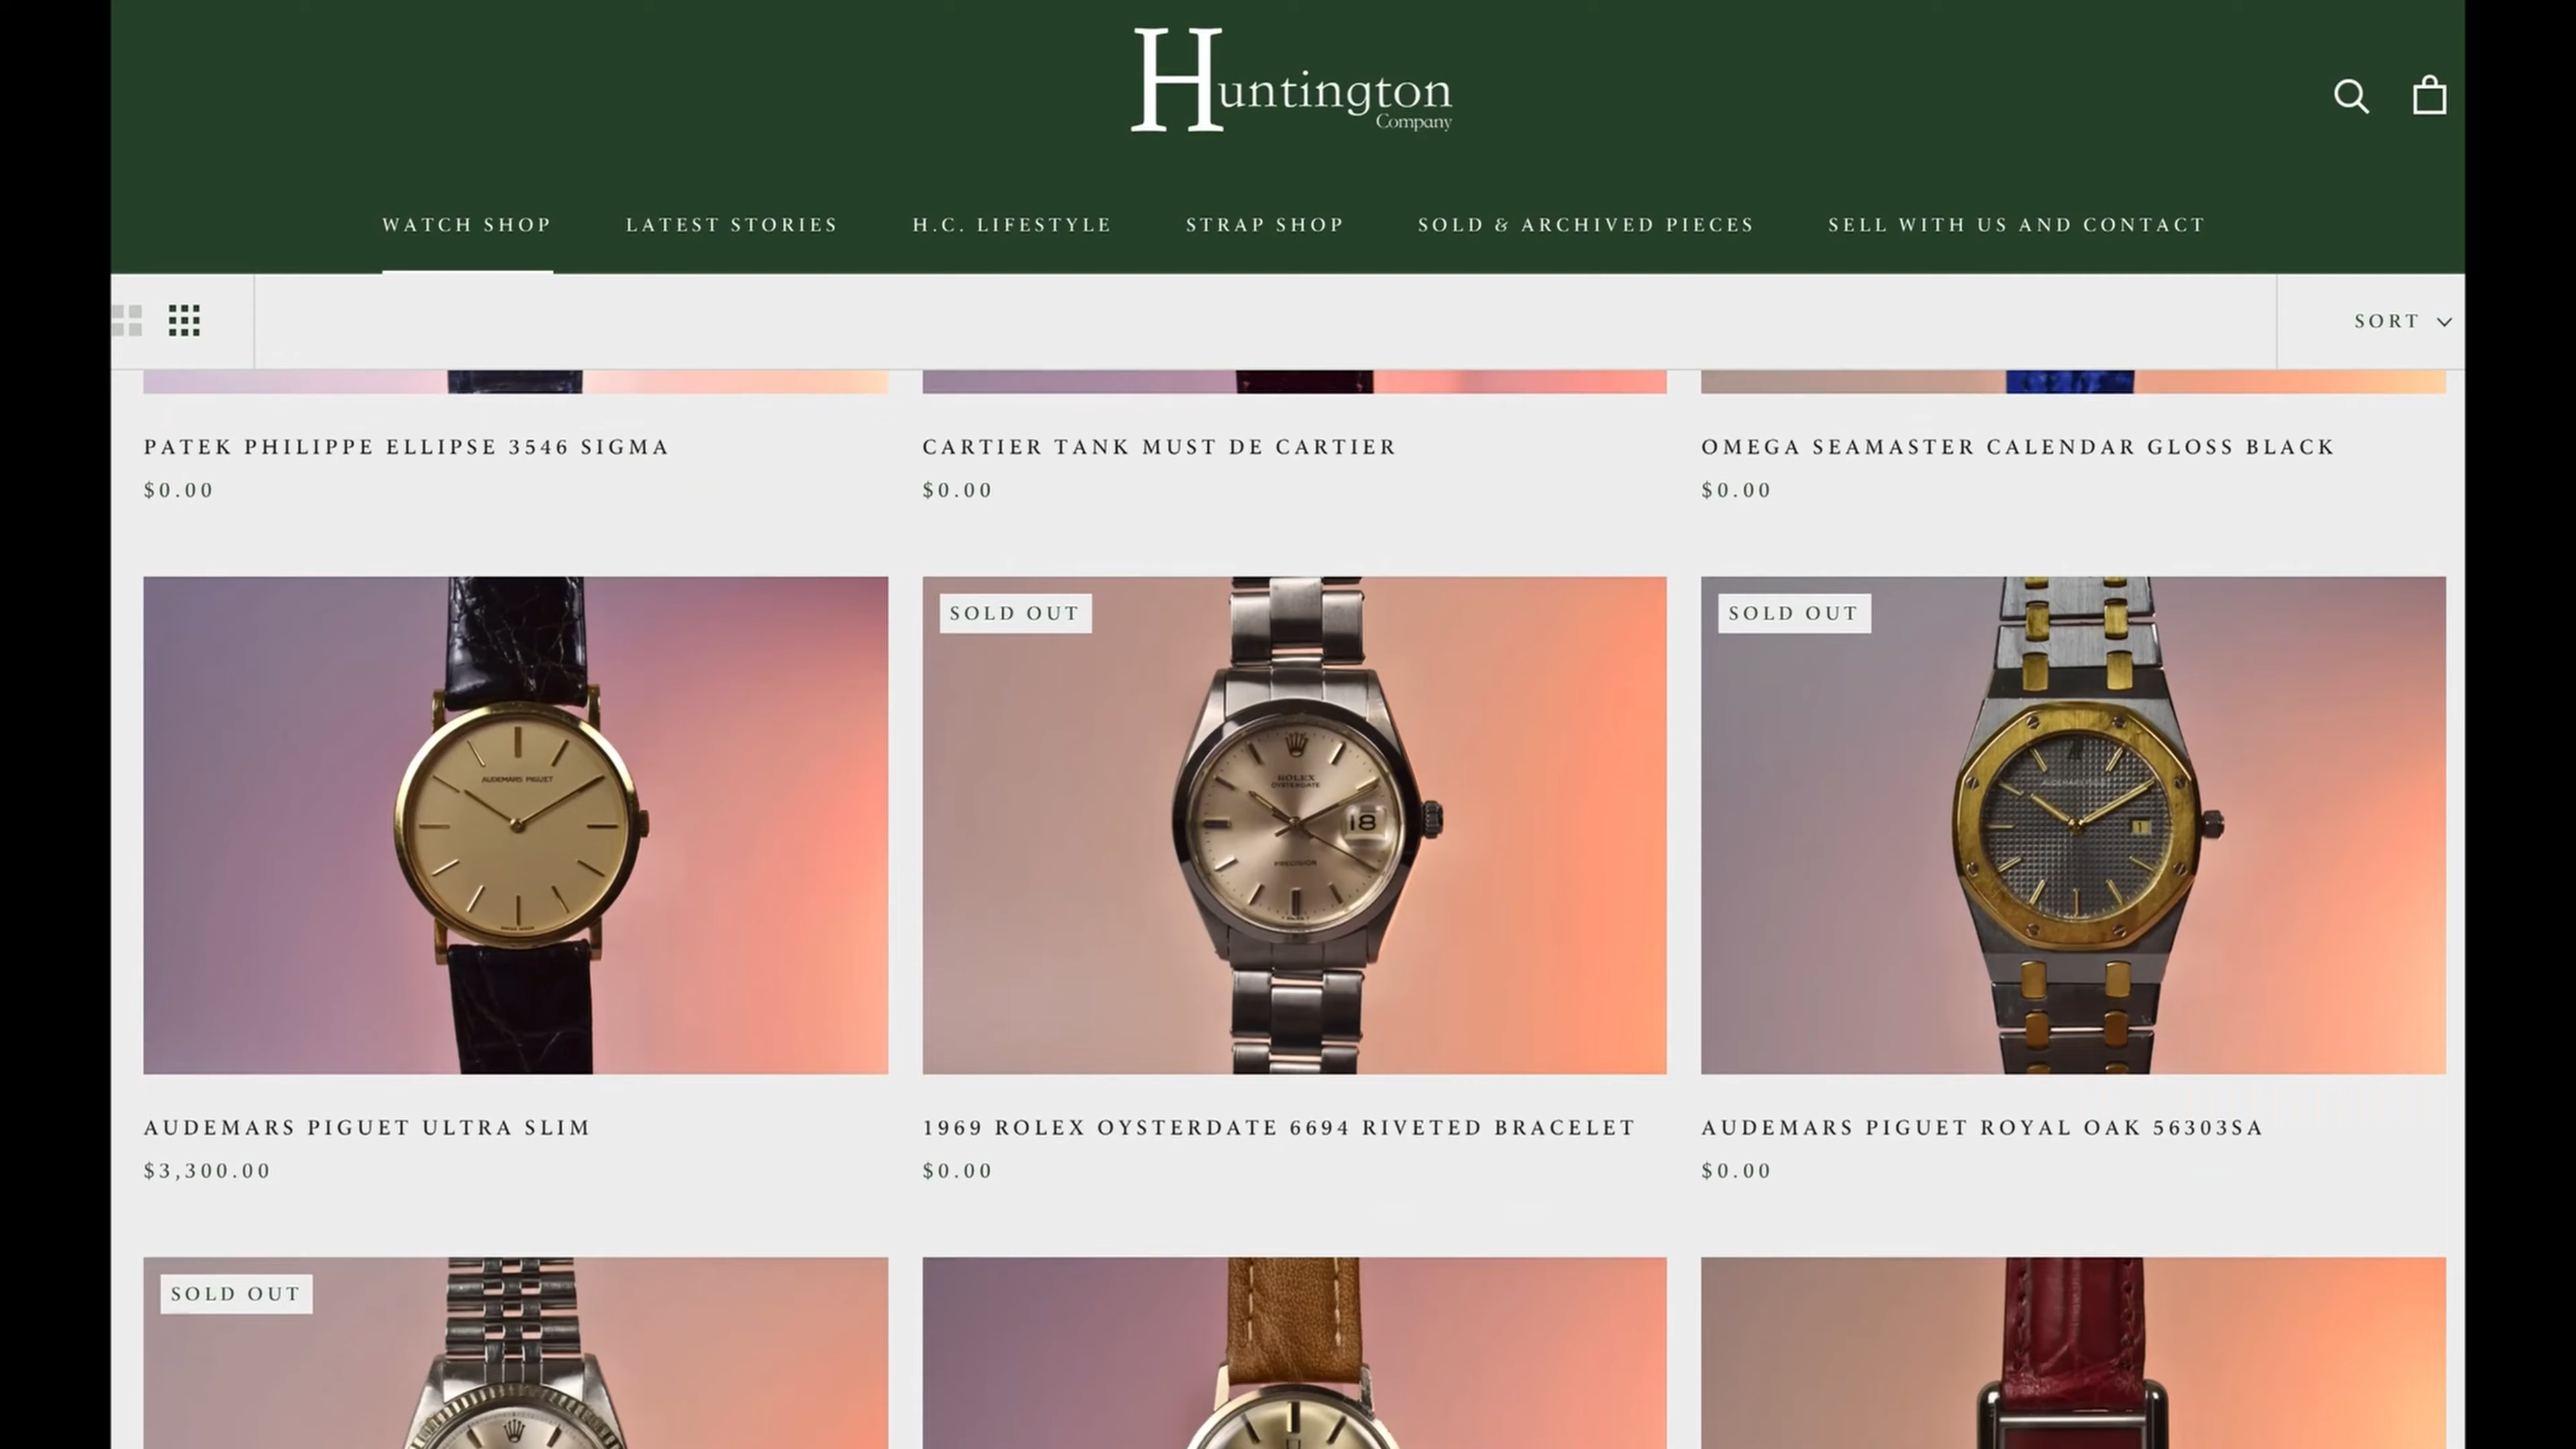 Huntington
Company
WATCH SHOP LATEST STORIES H.C. LIFESTYLE STRAP SHOP SOLD & ARCHIVED PIECES SELL WITH US AND CONTACT
SORT
PATEK PHILIPPE ELLIPSE 3546 SIGMA
$0.00
CARTIER TANK MUST DE CARTIER
$0.00
OMEGA SEAMASTER CALENDAR GLOSS BLACK
$0.00
AUDEMARS PIGUET
SOLD OUT
ROLEX
OYSTERDATE
18
PRECISION
SOLD OUT
1
AUDEMARS PIGUET ULTRA SLIM
$3,300.00
1969 ROLEX OYSTERDATE 6694 RIVETED BRACELET
$0.00
AUDEMARS PIGUET ROYAL OAK 56303SA
$0.00
SOLD OUT